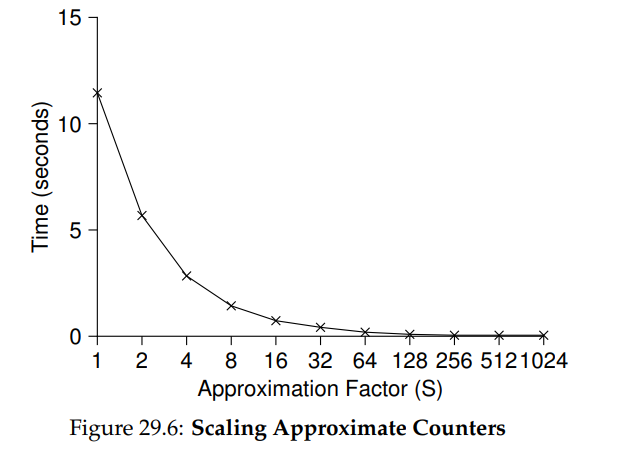 15
10
5
0
Time (seconds)
1 2 4 8 16 32 64 128 256 512 1024
Approximation Factor (S)
Figure 29.6: Scaling Approximate Counters